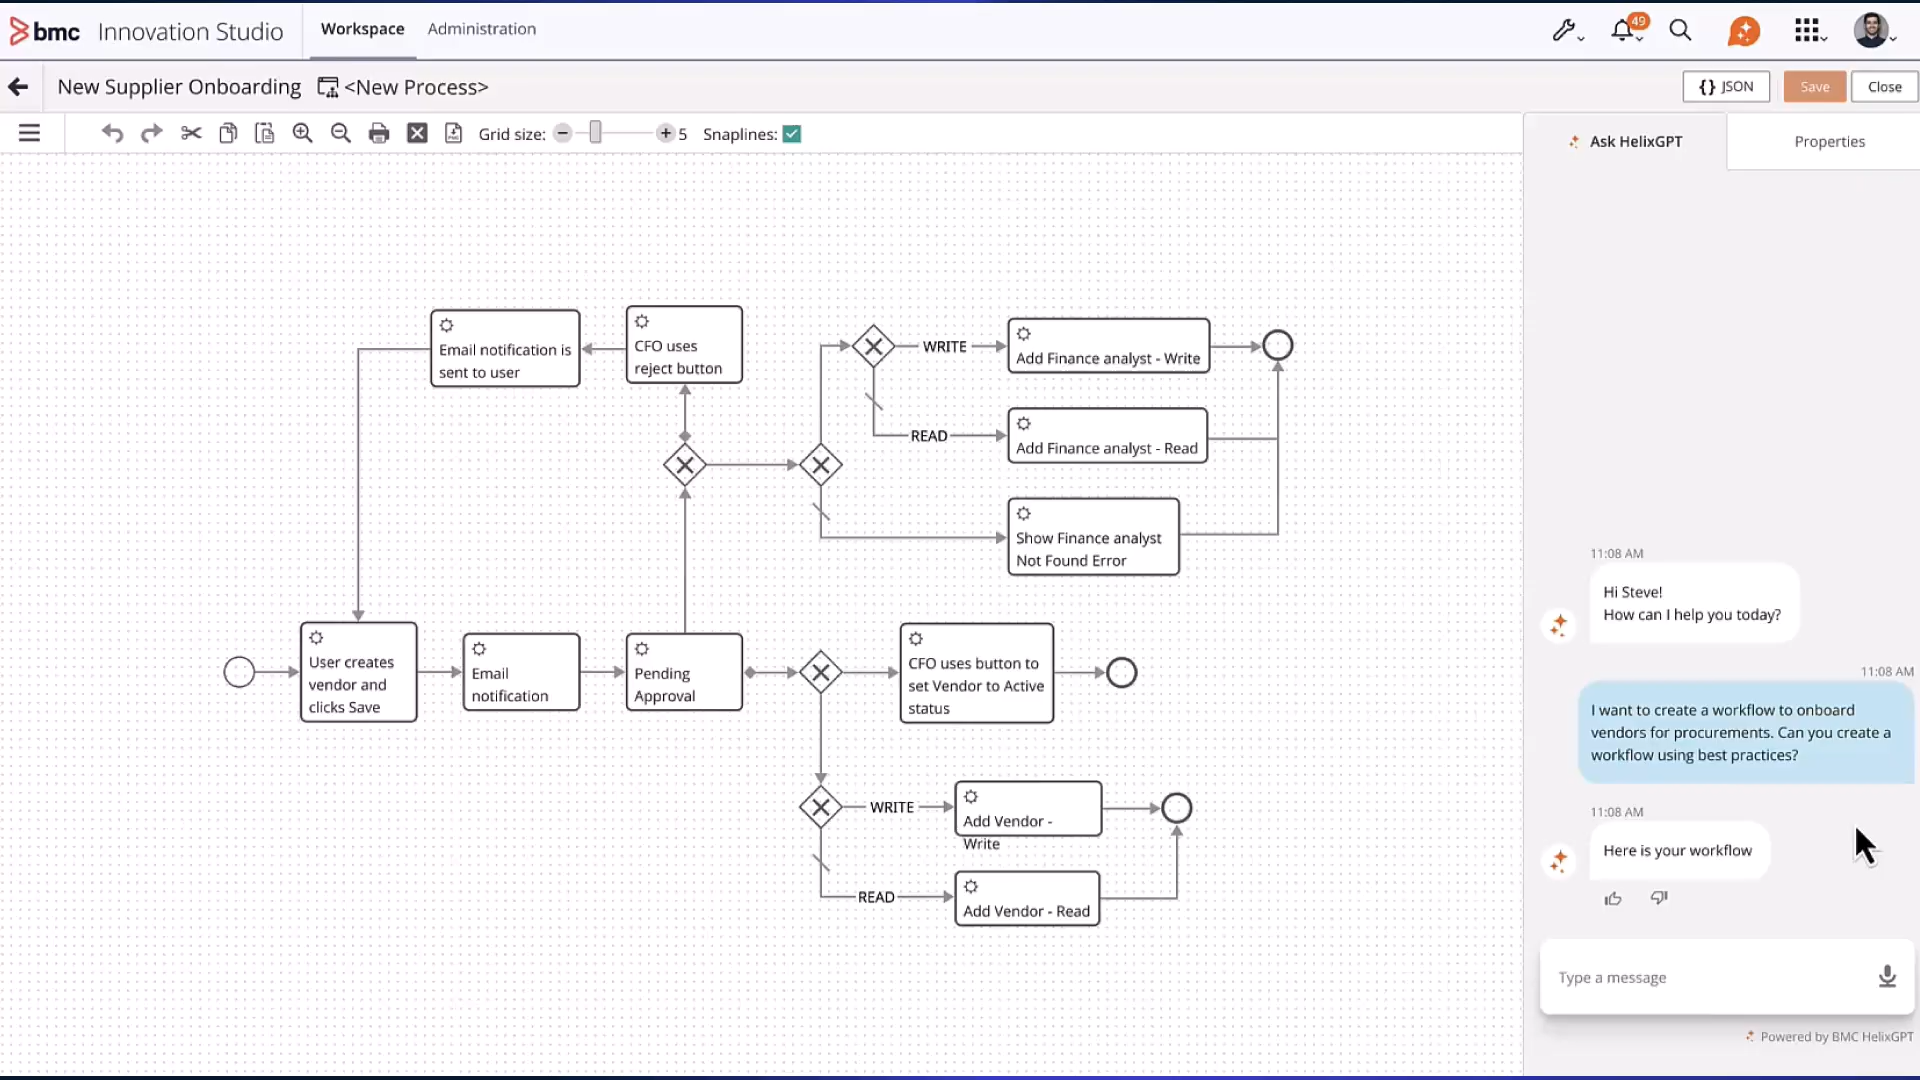 bmc Innovation Studio
Workspace
Administration
49
New Supplier Onboarding
<New Process>
{} JSON
Save
Close
Grid size:
5
Snaplines:
Ask HelixGPT
Properties
Email notification is
sent to user
CFO uses
reject button
WRITE
Add Finance analyst - Write
READ
Add Finance analyst - Read
Show Finance analyst
Not Found Error
User creates
vendor and
clicks Save
Email
notification
Pending
Approval
CFO uses button to
set Vendor to Active
status
WRITE
Add Vendor -
Write
READ
Add Vendor - Read
11:08 AM
Hi Steve!
How can I help you today?
11:08 AM
I want to create a workflow to onboard
vendors for procurements. Can you create a
workflow using best practices?
11:08 AM
Here is your workflow
Type a message
Powered by BMC HelixGPT